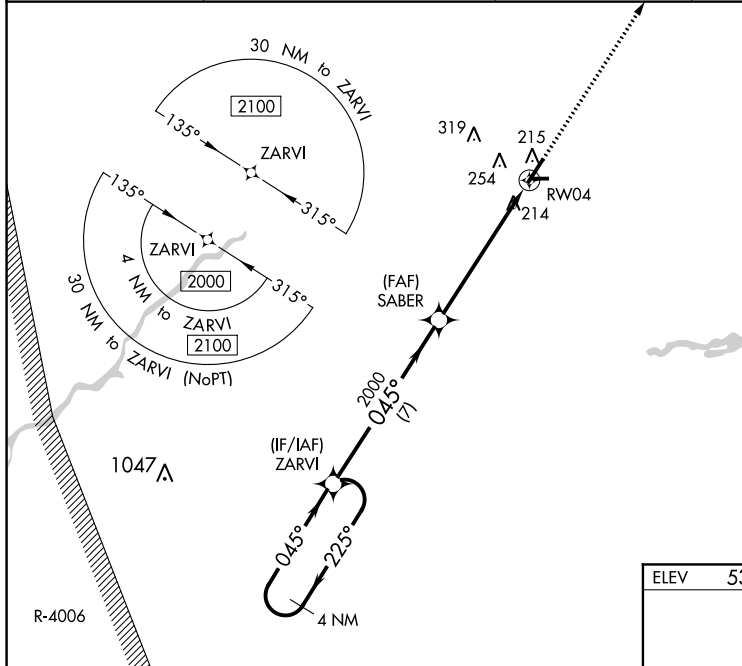 30 NM to ZARVI
2100
135°
ZARVI
315°
319
215
254
RW04
214
135°
ZARVI
2000
315°
4 NM to ZARVI
2100
30 NM to ZARVI (NoPT)
(FAF)
SABER
2000
045°
(7)
(IF/IAF)
ZARVI
1047
045°
225°
4 NM
R-4006
ELEV 53